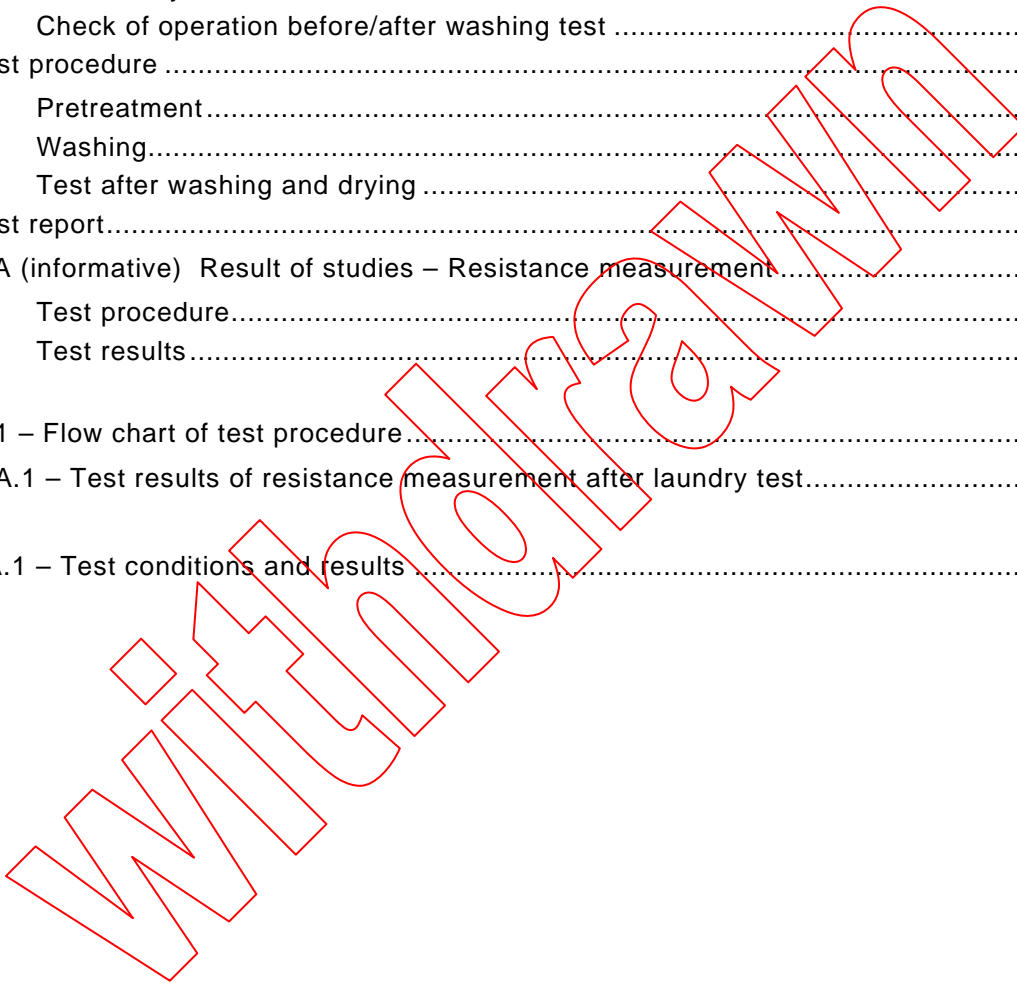 Check of operation before/after washing test ........................................................
st procedure ........................................................
Pretreatment ........................................................
Washing ........................................................
Test after washing and drying ........................................................
st report ........................................................
A (informative) Result of studies – Resistance measurement ........................................................
Test procedure ........................................................
Test results ........................................................
1 – Flow chart of test procedure ........................................................
A.1 – Test results of resistance measurement after laundry test ........................................................
.1 – Test conditions and results ........................................................
withdrawn